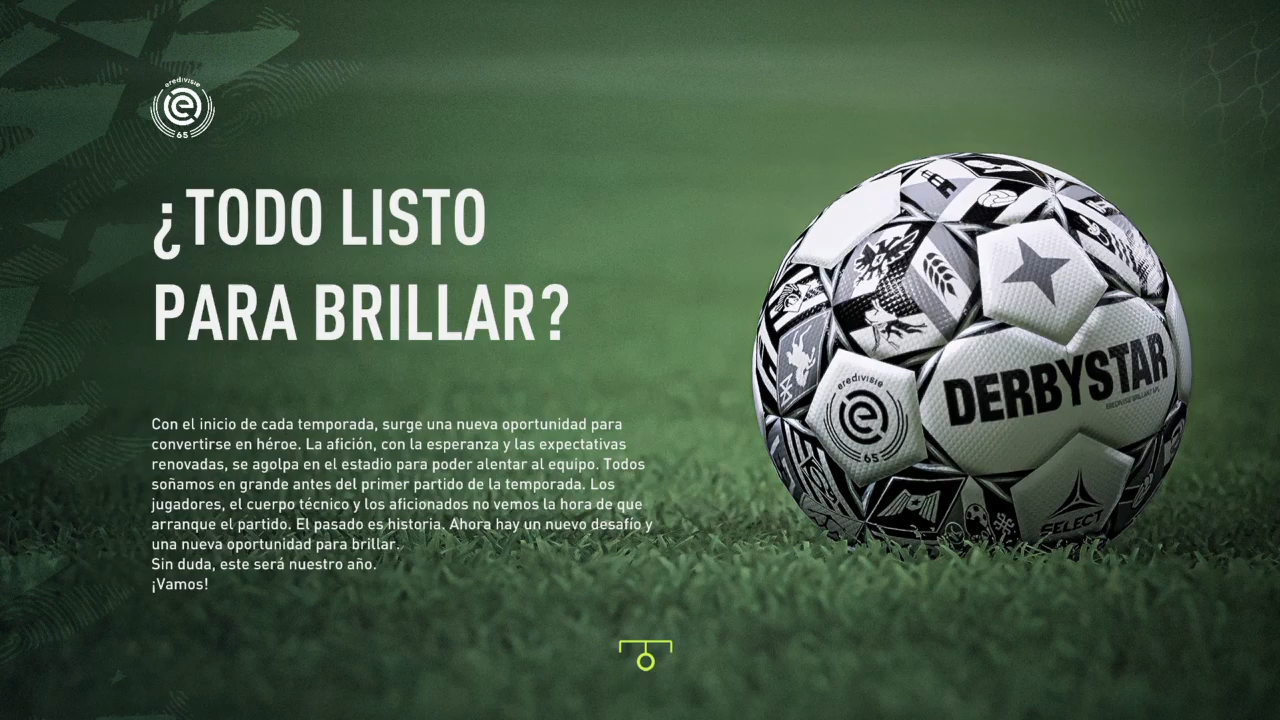 eredivisie
65
¿TODO LISTO
PARA BRILLAR?
Con el inicio de cada temporada, surge una nueva oportunidad para
convertirse en héroe. La afición, con la esperanza y las expectativas
renovadas, se agolpa en el estadio para poder alentar al equipo. Todos
soñamos en grande antes del primer partido de la temporada. Los
jugadores, el cuerpo técnico y los aficionados no vemos la hora de que
arranque el partido. El pasado es historia. Ahora hay un nuevo desafío y
una nueva oportunidad para brillar.
Sin duda, este será nuestro año.
¡Vamos!
DERBYSTAR
eredivisie
65
SELECT